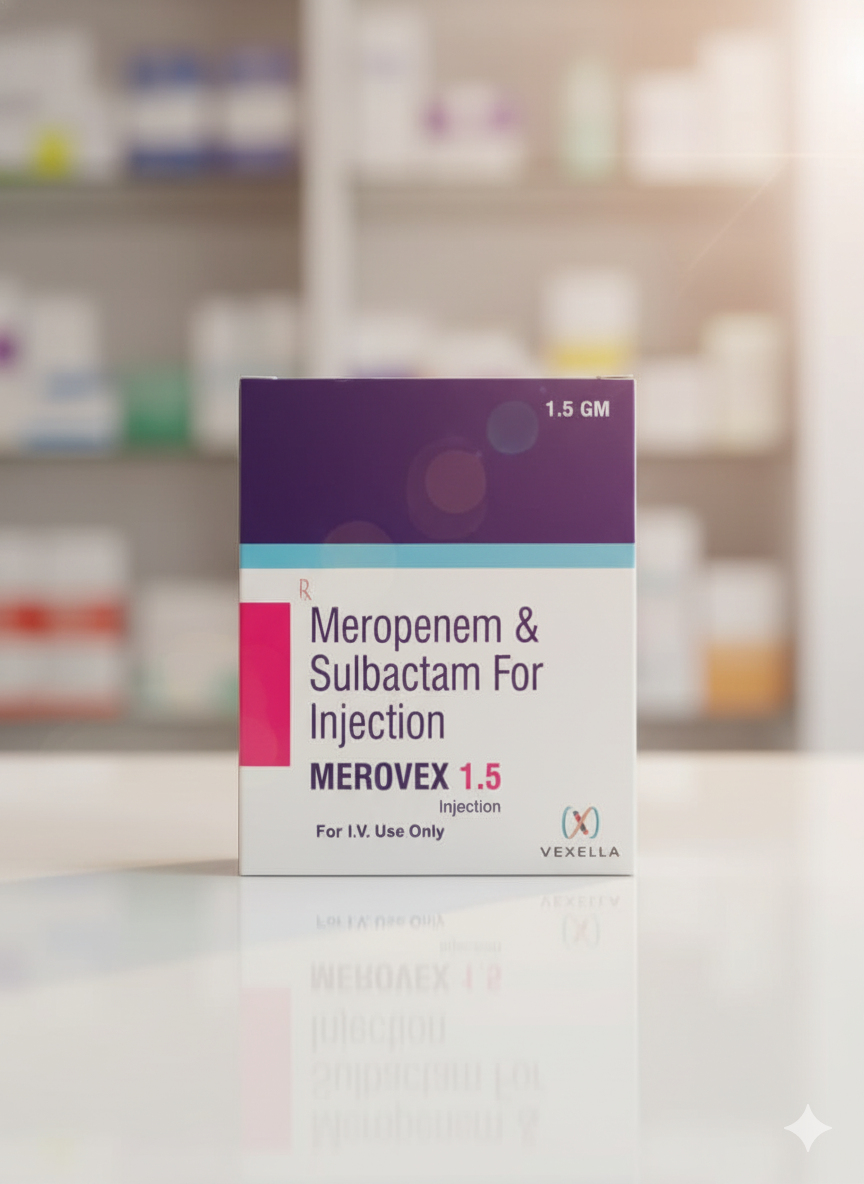 1.5 GM
℞
Meropenem &
Sulbactam For
Injection
MEROVEX 1.5
Injection
For I.V. Use Only
VEXELLA